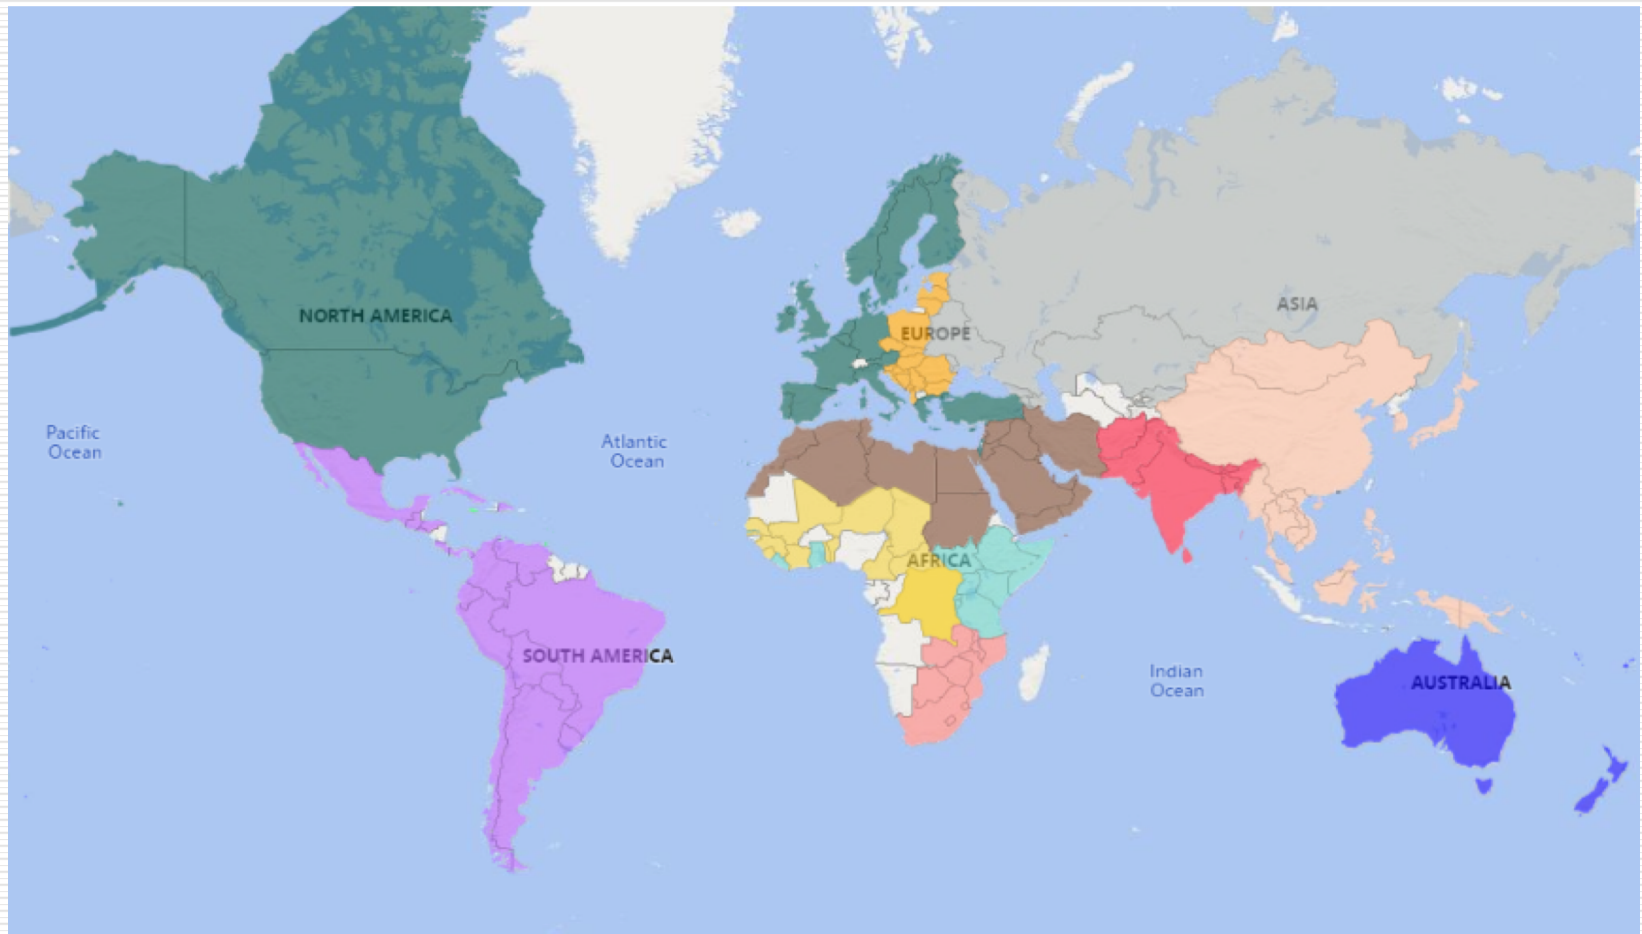 ASIA
NORTH AMERICA
EUROPE
Pacific
Ocean
Atlantic
Ocean
AFRICA
SOUTH AMERICA
Indian
Ocean
AUSTRALIA